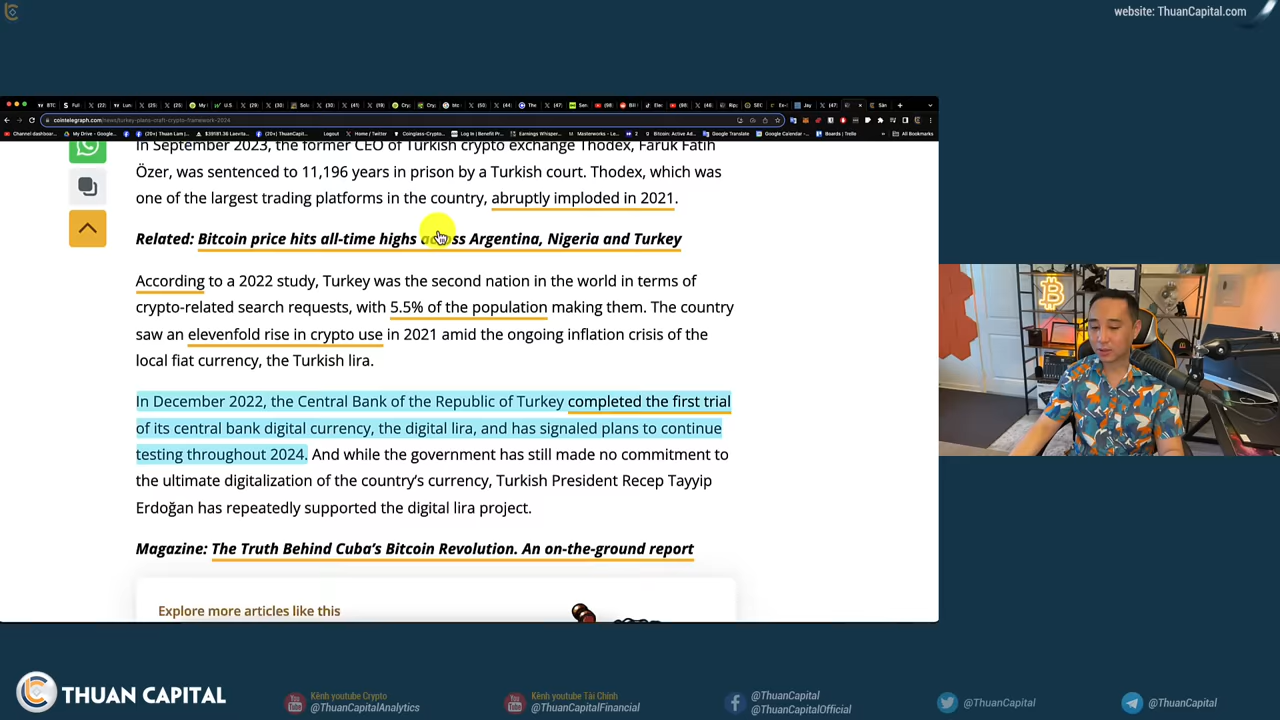 website: ThuanCapital.com
cointelegraph.com/news/turkey-plans-craft-crypto-framework-2024
In September 2023, the former CEO of Turkish crypto exchange Thodex, Faruk Fatih
Özer, was sentenced to 11,196 years in prison by a Turkish court. Thodex, which was
one of the largest trading platforms in the country, abruptly imploded in 2021.
Related: Bitcoin price hits all-time highs across Argentina, Nigeria and Turkey
According to a 2022 study, Turkey was the second nation in the world in terms of
crypto-related search requests, with 5.5% of the population making them. The country
saw an elevenfold rise in crypto use in 2021 amid the ongoing inflation crisis of the
local fiat currency, the Turkish lira.
In December 2022, the Central Bank of the Republic of Turkey completed the first trial
of its central bank digital currency, the digital lira, and has signaled plans to continue
testing throughout 2024. And while the government has still made no commitment to
the ultimate digitalization of the country's currency, Turkish President Recep Tayyip
Erdoğan has repeatedly supported the digital lira project.
Magazine: The Truth Behind Cuba's Bitcoin Revolution. An on-the-ground report
Explore more articles like this
THUAN CAPITAL
Kênh youtube Crypto
@ThuanCapitalAnalytics
Kênh youtube Tài Chính
@ThuanCapitalFinancial
@ThuanCapital
@ThuanCapitalOfficial
@ThuanCapital
@ThuanCapital